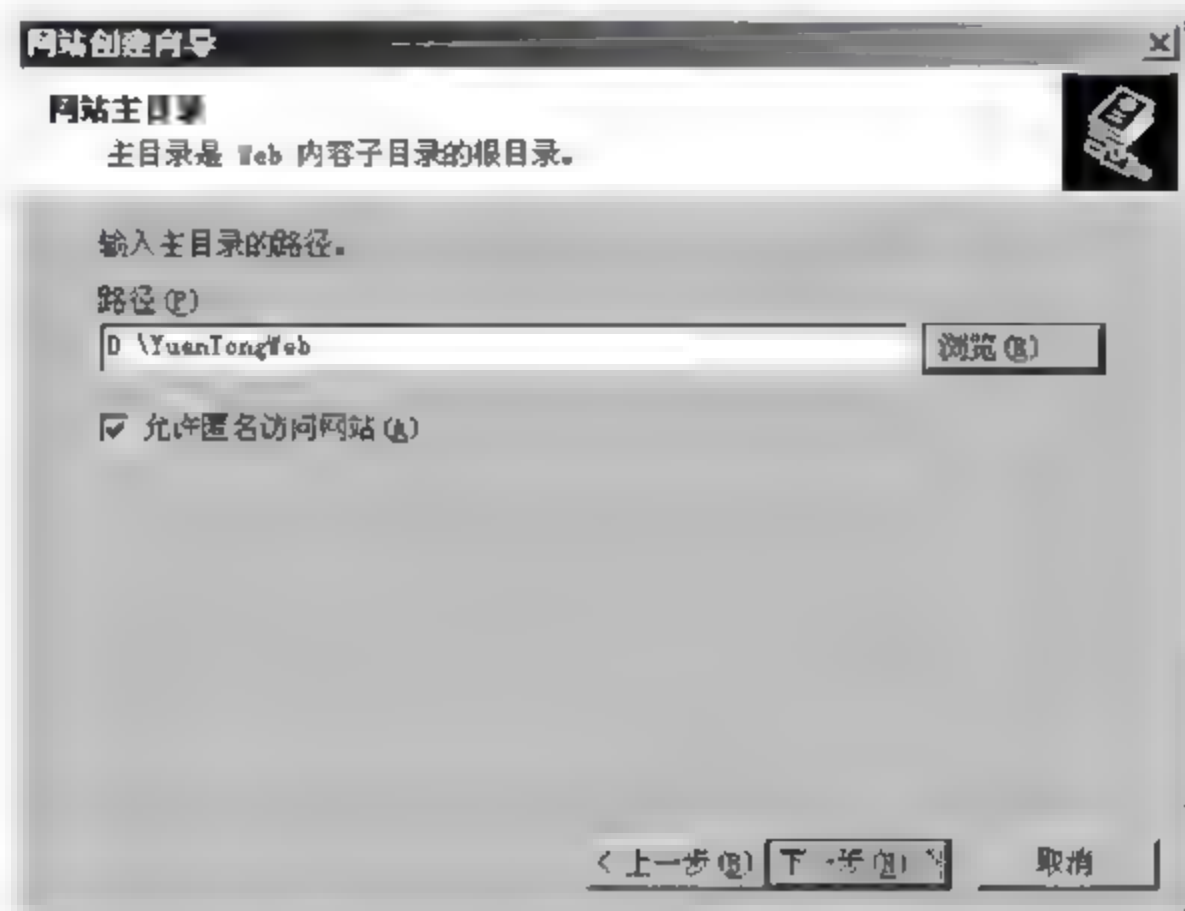 网站创建向导
网站主目录
主目录是 Web 内容子目录的根目录。
输入主目录的路径。
路径(P)
D \YuanTongWeb
浏览(R)
允许匿名访问网站(A)
< 上一步(B)
下一步(N) >
取消